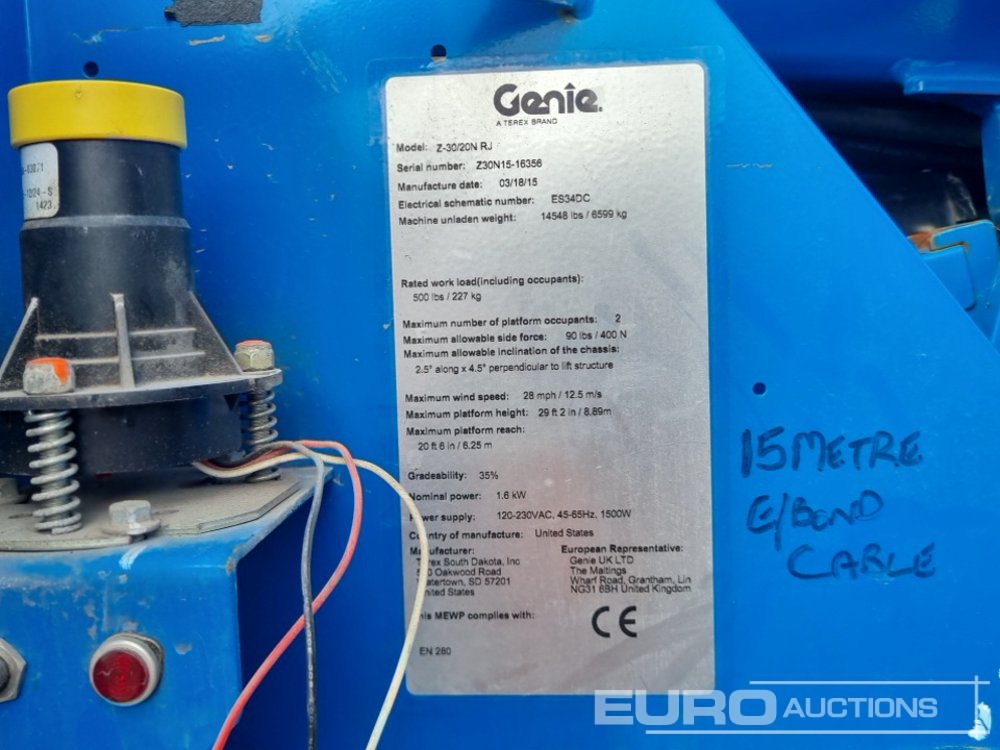 Genie
A TEREX BRAND
Model: Z-30/20N RJ
Serial number: Z30N15-16356
Manufacture date: 03/18/15
Electrical schematic number: ES34DC
Machine unladen weight: 14548 lbs / 6599 kg
Rated work load(including occupants):
500 lbs / 227 kg
Maximum number of platform occupants: 2
Maximum allowable side force: 90 lbs / 400 N
Maximum allowable inclination of the chassis:
2.5° along x 4.5° perpendicular to lift structure
Maximum wind speed: 28 mph / 12.5 m/s
Maximum platform height: 29 ft 2 in / 8.89m
Maximum platform reach:
20 ft 6 in / 6.25 m
Gradeability: 35%
Nominal power: 1.6 kW
Power supply: 120-230VAC, 45-65Hz, 1500W
Country of manufacture: United States
Manufacturer:
Terex South Dakota, Inc
Oakwood Road
Watertown, SD 57201
United States
European Representative:
Genie UK LTD
The Maltings
Wharf Road, Grantham, Lin
NG31 6BH United Kingdom
This MEWP complies with:
CE
EN 280
1423
15 METRE
E/BOND
CABLE
EURO AUCTIONS